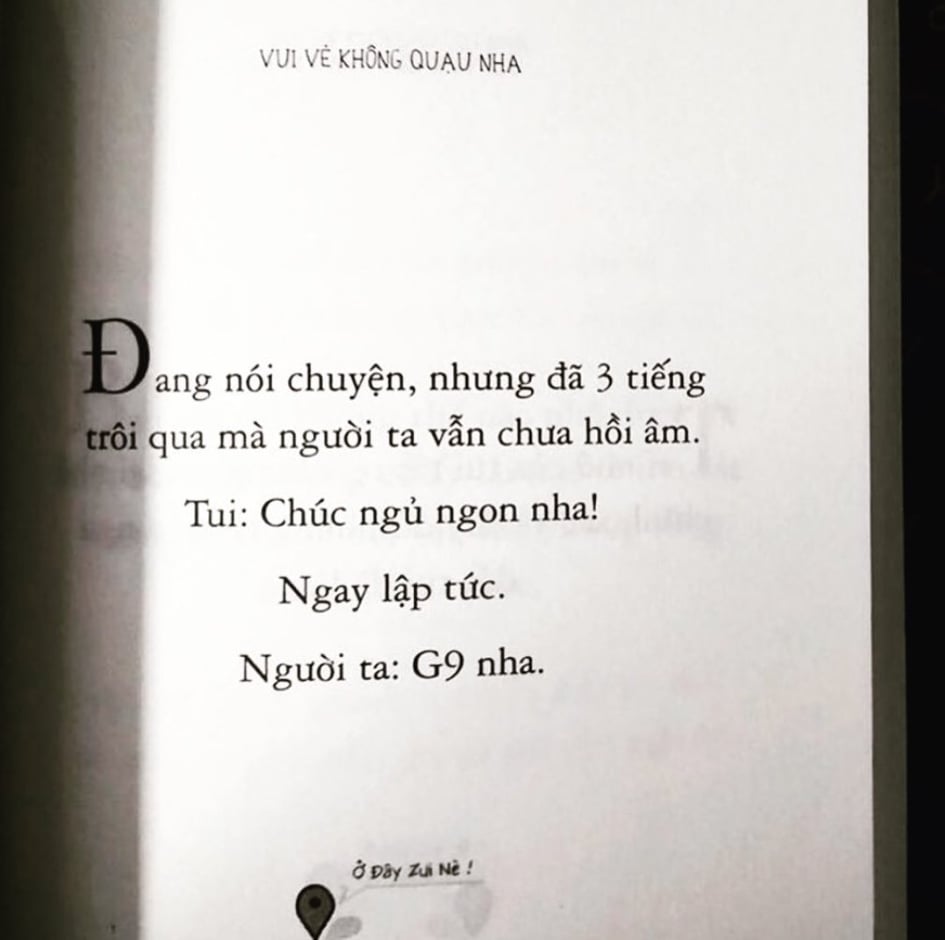 VUI VẺ KHÔNG QUẠU NHA
Đang nói chuyện, nhưng đã 3 tiếng
trôi qua mà người ta vẫn chưa hồi âm.
Tui: Chúc ngủ ngon nha!
Ngay lập tức.
Người ta: G9 nha.
Ở Đây Zui Nè !